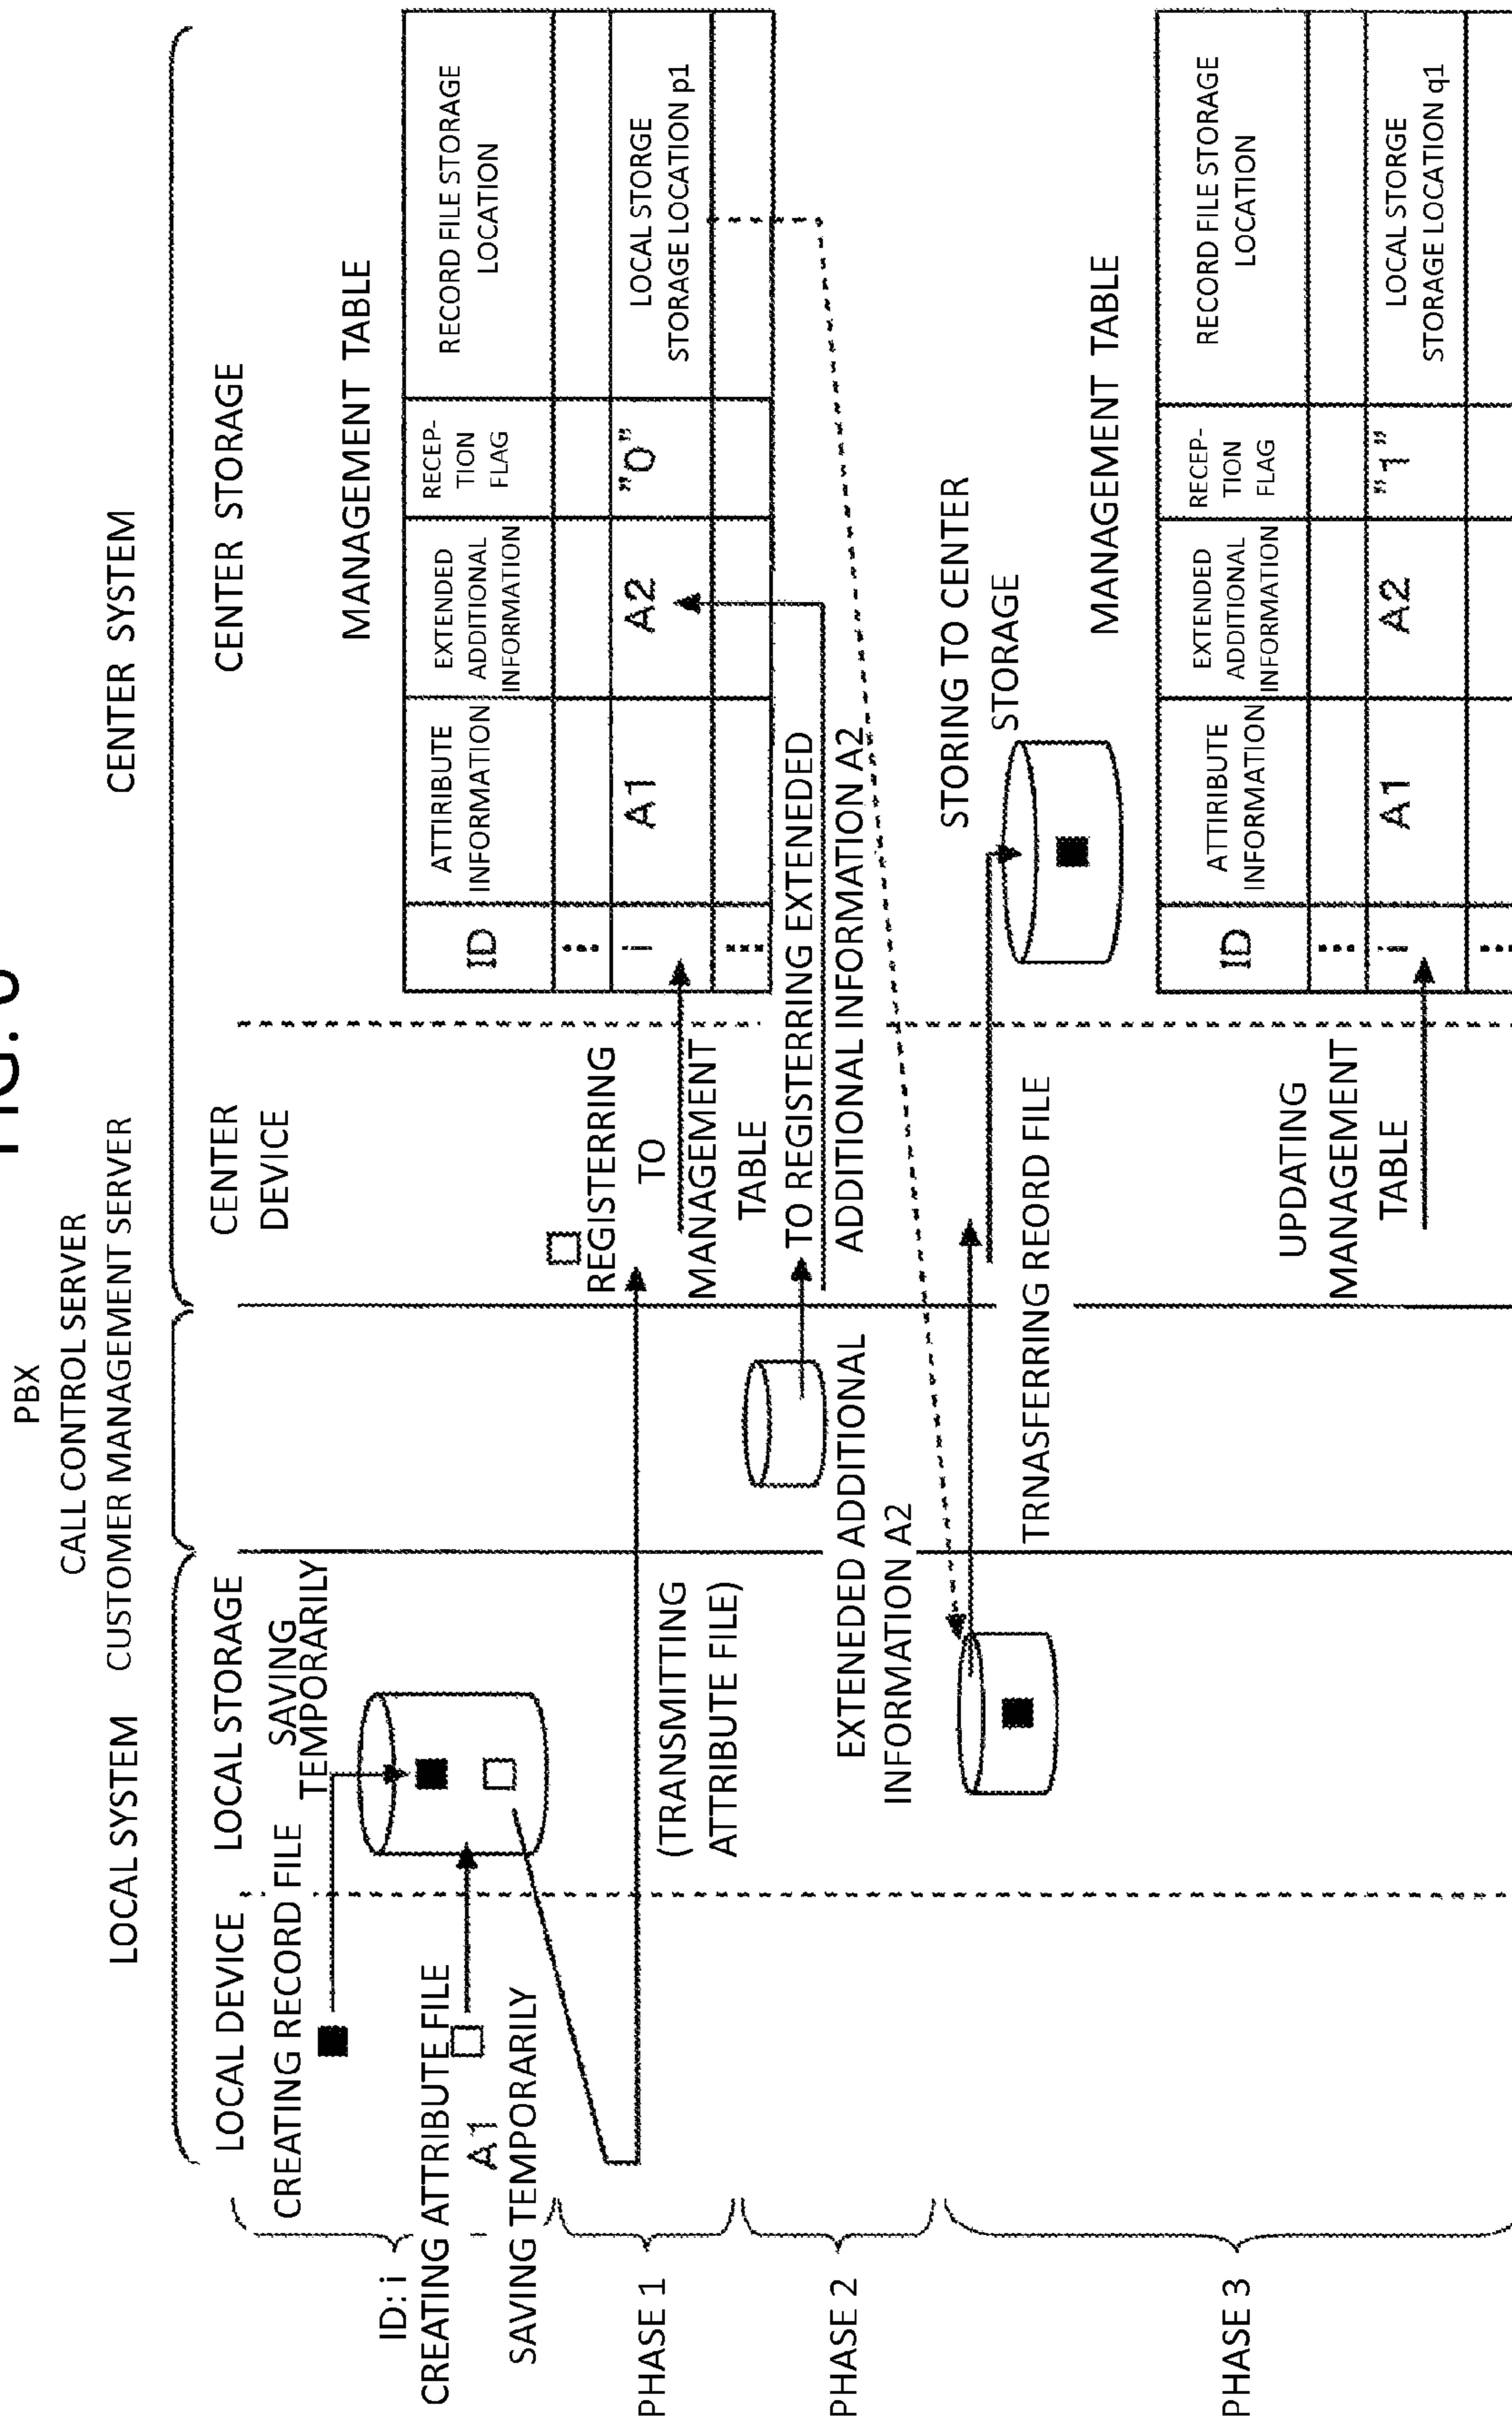 PBX
CALL CONTROL SERVER
LOCAL SYSTEM
CUSTOMER MANAGEMENT SERVER
CENTER SYSTEM
LOCAL DEVICE
LOCAL STORAGE
CENTER
DEVICE
CENTER STORAGE
ID: i
CREATING RECORD FILE
SAVING
TEMPORARILY
CREATING ATTRIBUTE FILE
A1
SAVING TEMPORARILY
MANAGEMENT TABLE
ID
ATTIRIBUTE
INFORMATION
EXTENDED
ADDITIONAL
INFORMATION
RECEP-
TION
FLAG
RECORD FILE STORAGE
LOCATION
i
A1
A2
"0"
LOCAL STORGE
STORAGE LOCATION p1
PHASE 1
(TRANSMITTING
ATTRIBUTE FILE)
REGISTERRING
TO
MANAGEMENT
TABLE
PHASE 2
EXTENEDED ADDITIONAL
INFORMATION A2
TO REGISTERRING EXTENEDED
ADDITIONAL INFORMATION A2
PHASE 3
TRNASFERRING RECORD FILE
STORING TO CENTER
STORAGE
UPDATING
MANAGEMENT
TABLE
MANAGEMENT TABLE
ID
ATTIRIBUTE
INFORMATION
EXTENDED
ADDITIONAL
INFORMATION
RECEP-
TION
FLAG
RECORD FILE STORAGE
LOCATION
i
A1
A2
"1"
LOCAL STORGE
STORAGE LOCATION q1